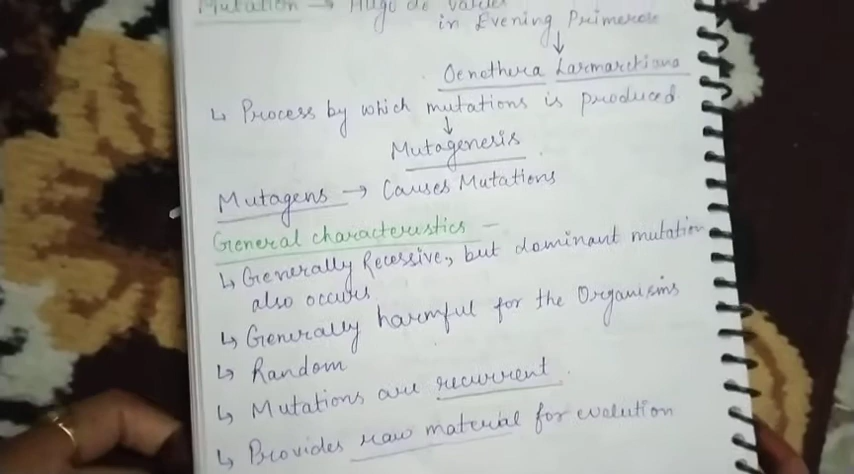 Mutation → Hugo de Varies
in Evening Primerose
↓
Oenothera Larmarckiana
↳ Process by which mutations is produced
↓
Mutagenesis
Mutagens → Causes Mutations
General characteristics -
↳ Generally Recessive, but dominant mutation
also occurs
↳ Generally harmful for the Organisms
↳ Random
↳ Mutations are recurrent.
↳ Provides raw material for evolution